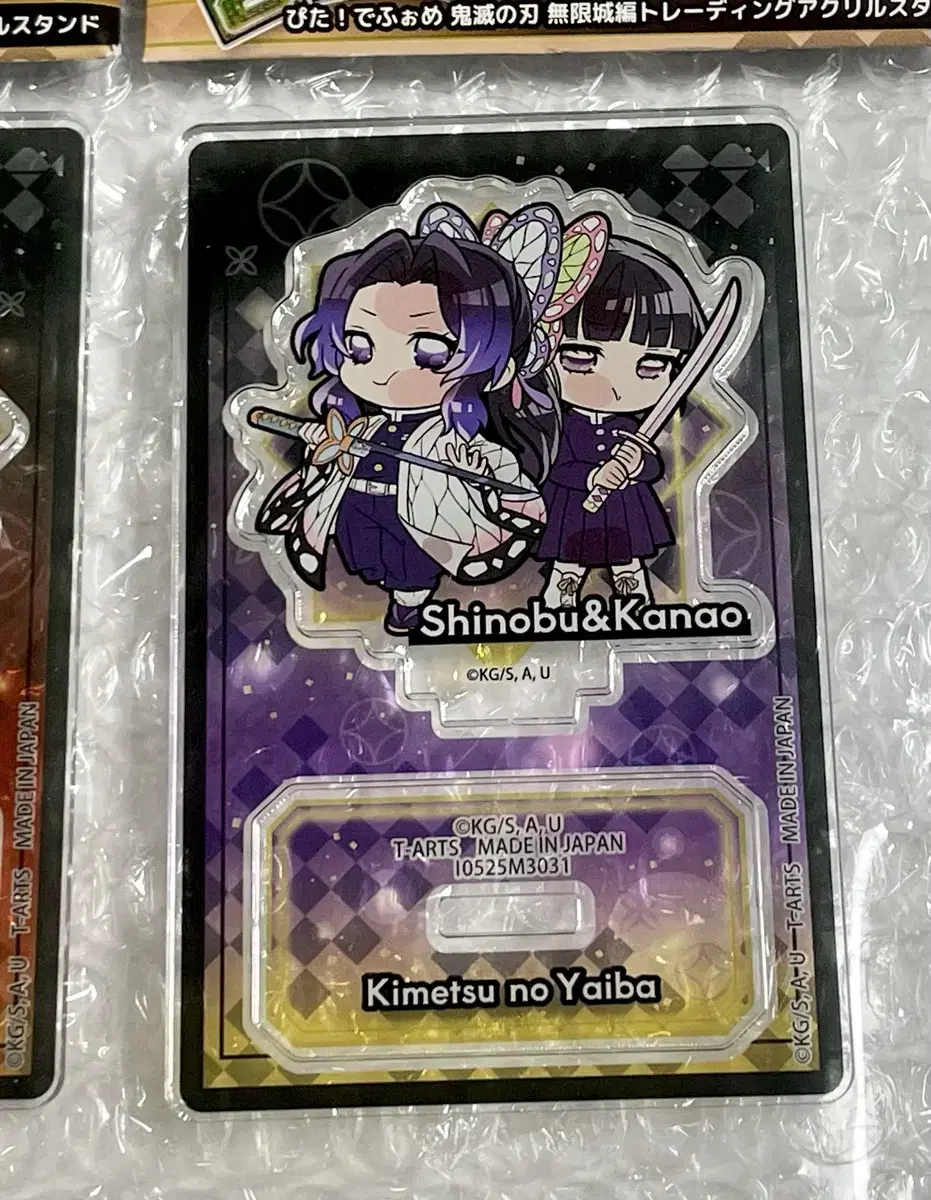 ルスタンド
ぴた！でふぉめ 鬼滅の刃 無限城編トレーディングアクリルスタ
Shinobu&Kanao
©KG/S, A, U
©KG/S, A, U
T-ARTS MADE IN JAPAN
I0525M3031
Kimetsu no Yaiba
©KG/S, A, U T-ARTS MADE IN JAPAN
©KG/S, A, U T-ARTS MADE IN JAPAN